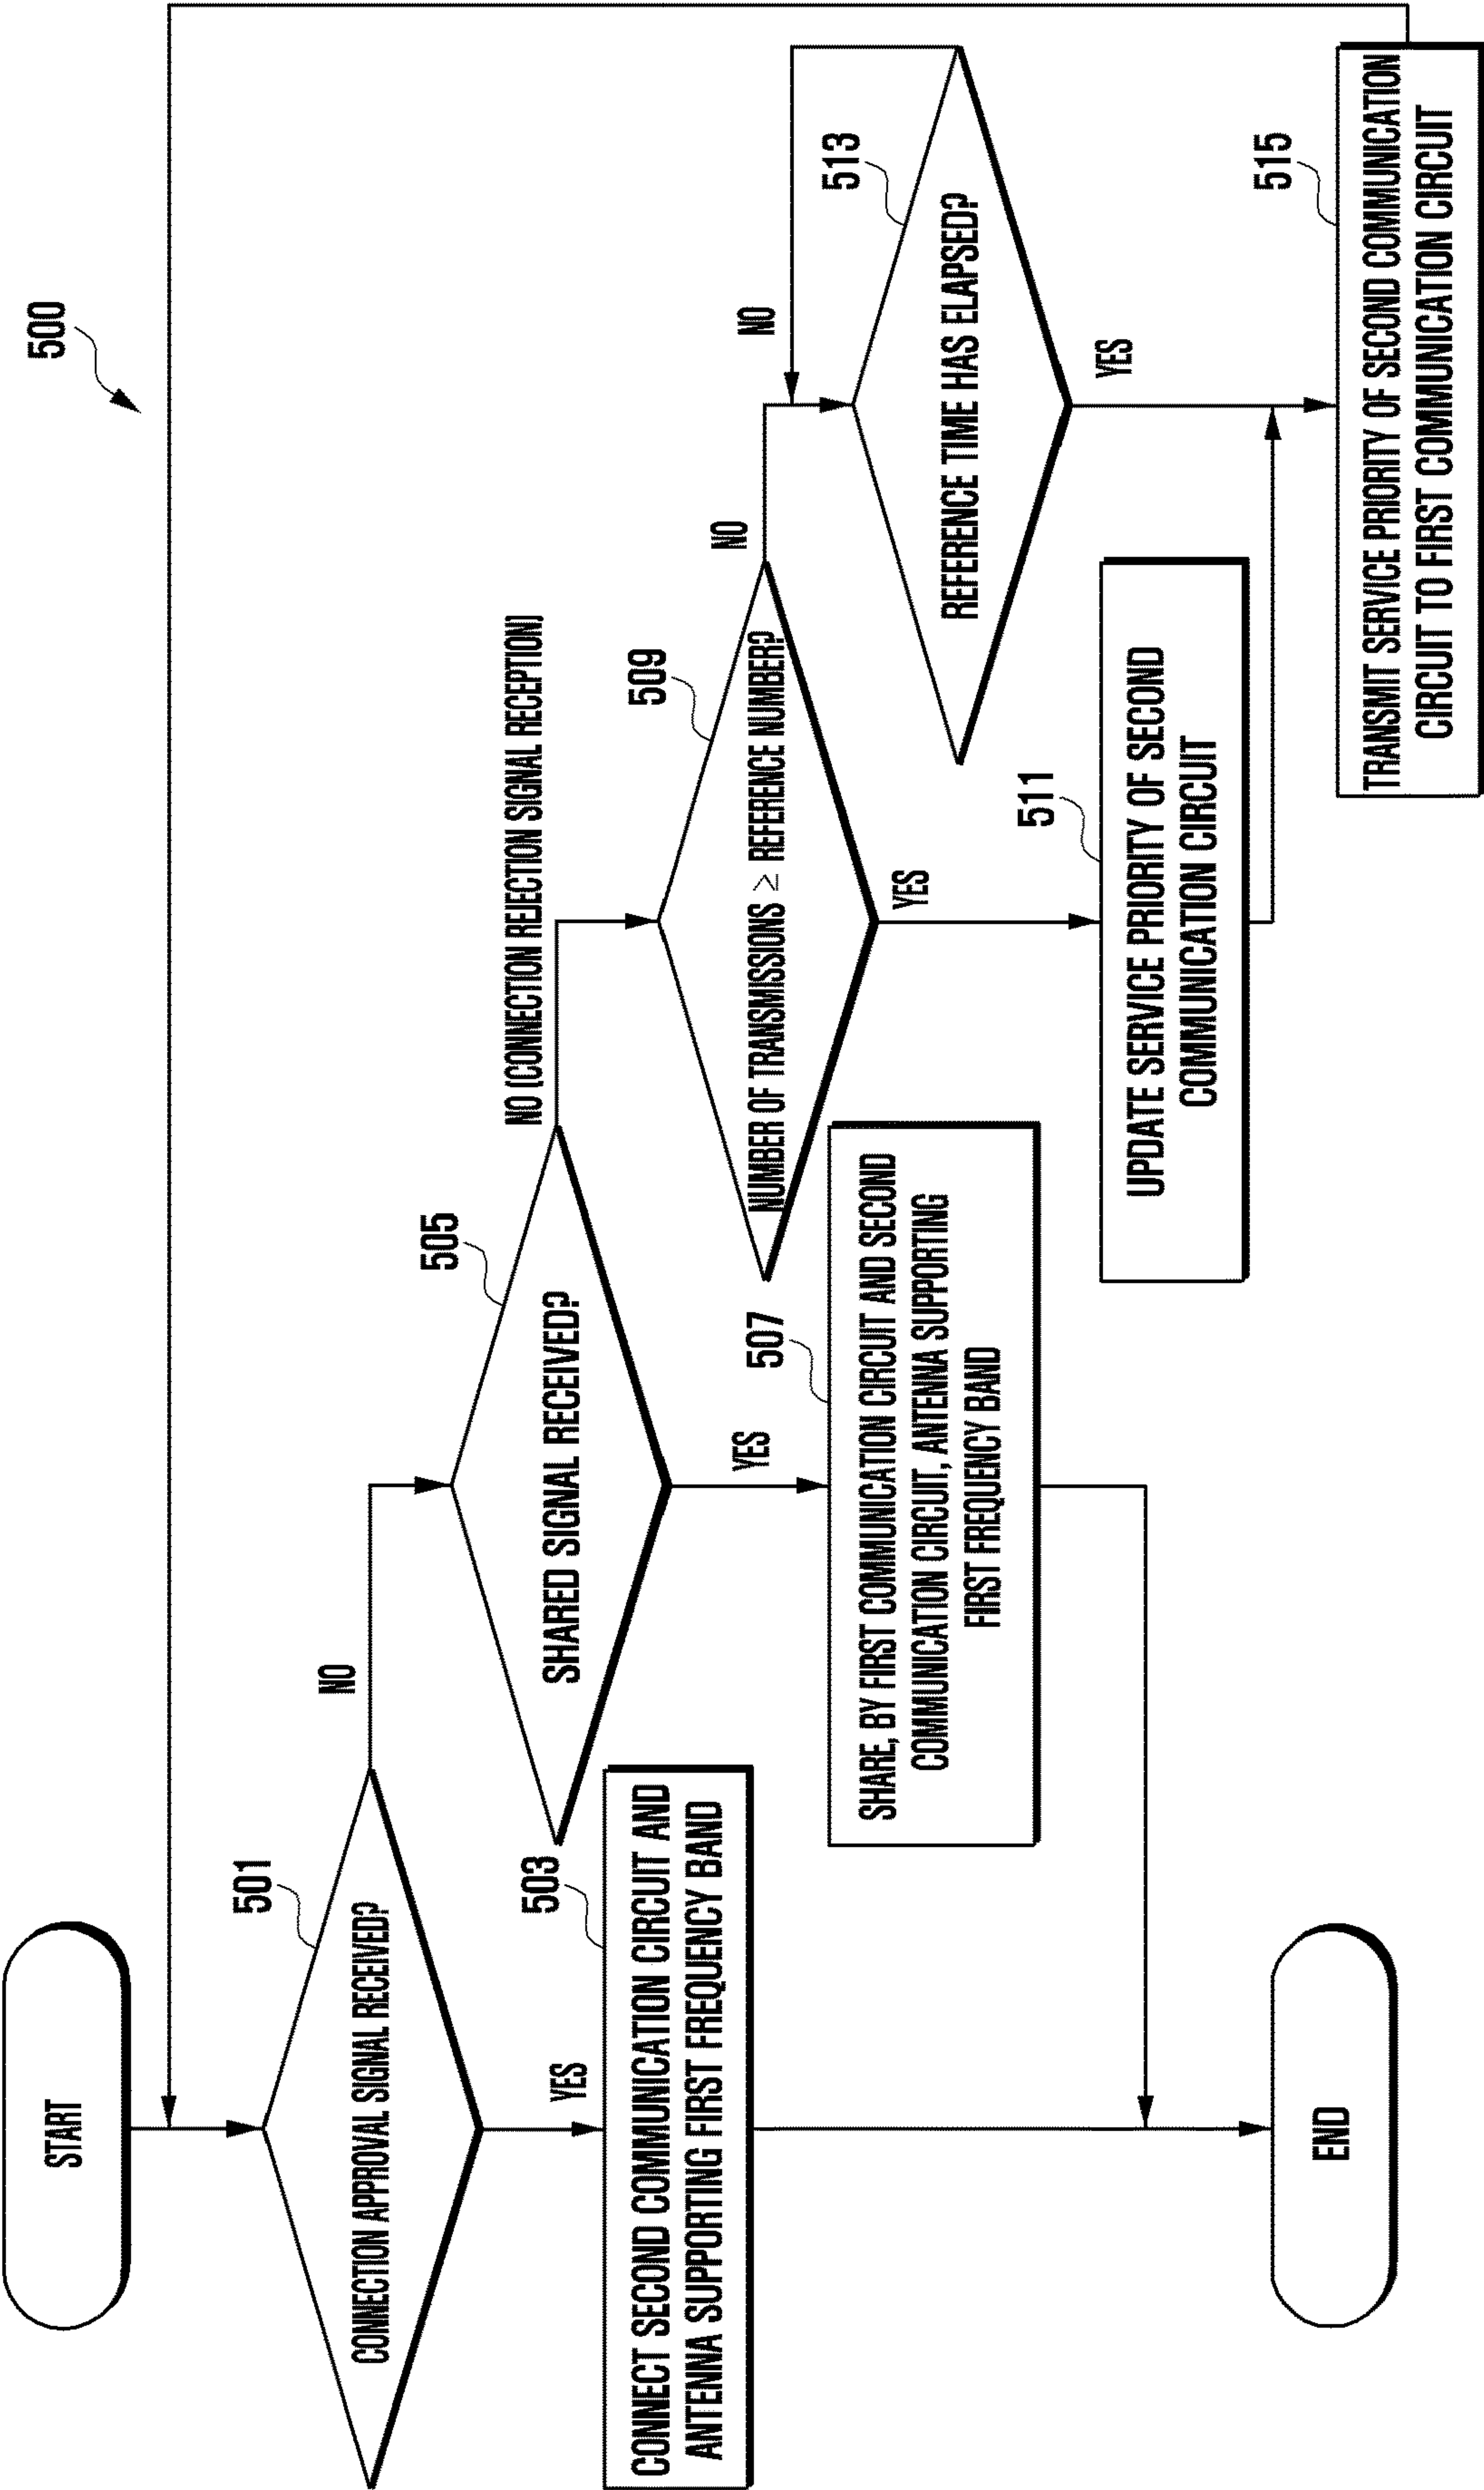 500
START
501
CONNECTION APPROVAL SIGNAL RECEIVED?
NO
YES
503
CONNECT SECOND COMMUNICATION CIRCUIT AND
ANTENNA SUPPORTING FIRST FREQUENCY BAND
505
SHARED SIGNAL RECEIVED?
NO (CONNECTION REJECTION SIGNAL RECEPTION)
YES
507
SHARE, BY FIRST COMMUNICATION CIRCUIT AND SECOND
COMMUNICATION CIRCUIT, ANTENNA SUPPORTING
FIRST FREQUENCY BAND
509
NUMBER OF TRANSMISSIONS ≥ REFERENCE NUMBER?
NO
YES
511
UPDATE SERVICE PRIORITY OF SECOND
COMMUNICATION CIRCUIT
513
REFERENCE TIME HAS ELAPSED?
NO
YES
515
TRANSMIT SERVICE PRIORITY OF SECOND COMMUNICATION
CIRCUIT TO FIRST COMMUNICATION CIRCUIT
END